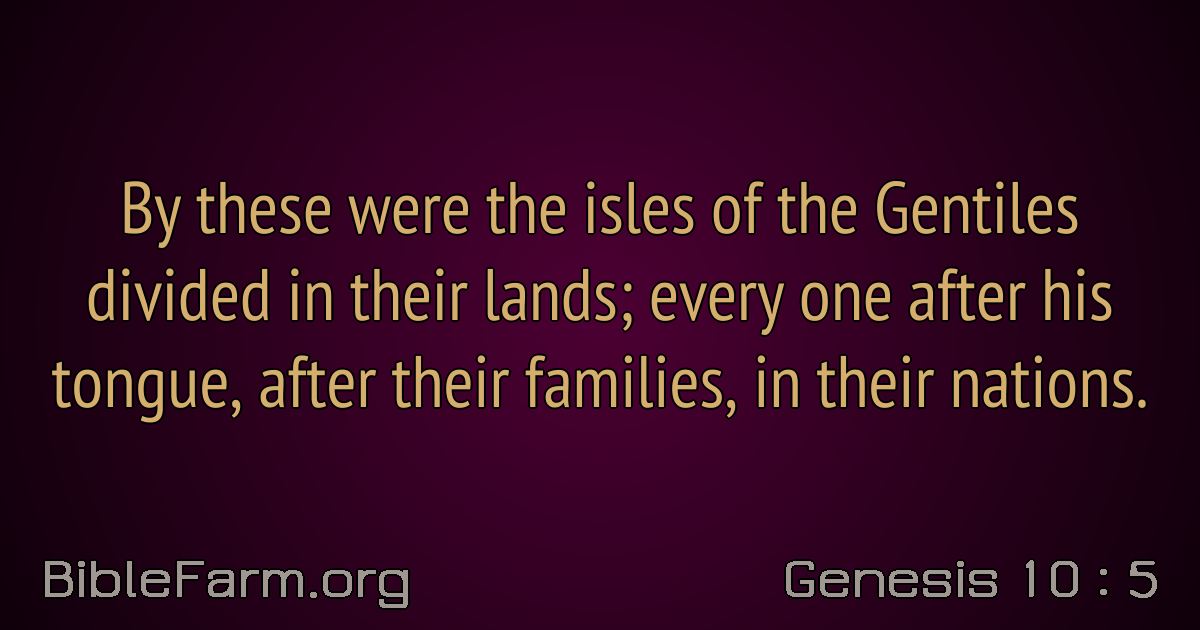 By these were the isles of the Gentiles
divided in their lands; every one after his
tongue, after their families, in their nations.
BibleFarm.org
Genesis 10 : 5